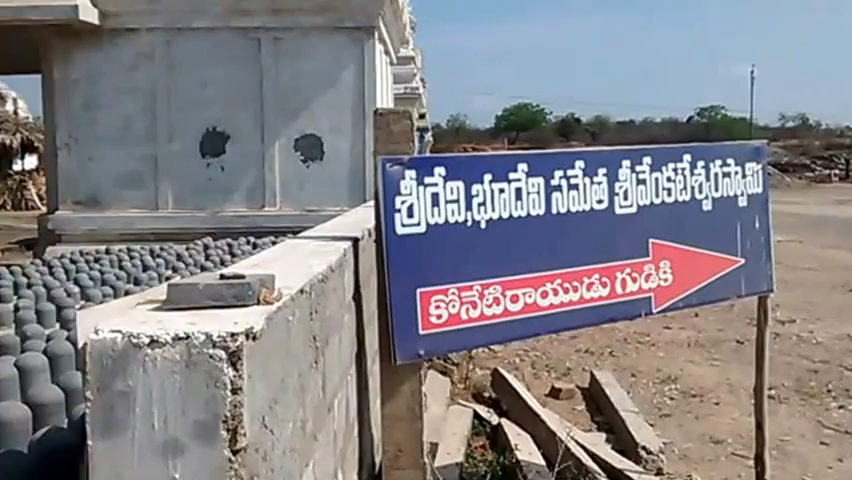 శ్రీదేవి,భూదేవి సమేత శ్రీవేంకటేశ్వరస్వామి
కోనేటిరాయుడు గుడికి